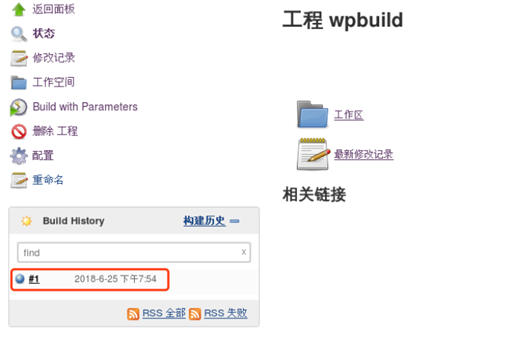 返回面板
状态
修改记录
工作空间
Build with Parameters
删除 工程
配置
重命名
Build History 构建历史
find x
#1 2018-6-25 下午7:54
RSS 全部 RSS 失败
工程 wpbuild
工作区
最新修改记录
相关链接